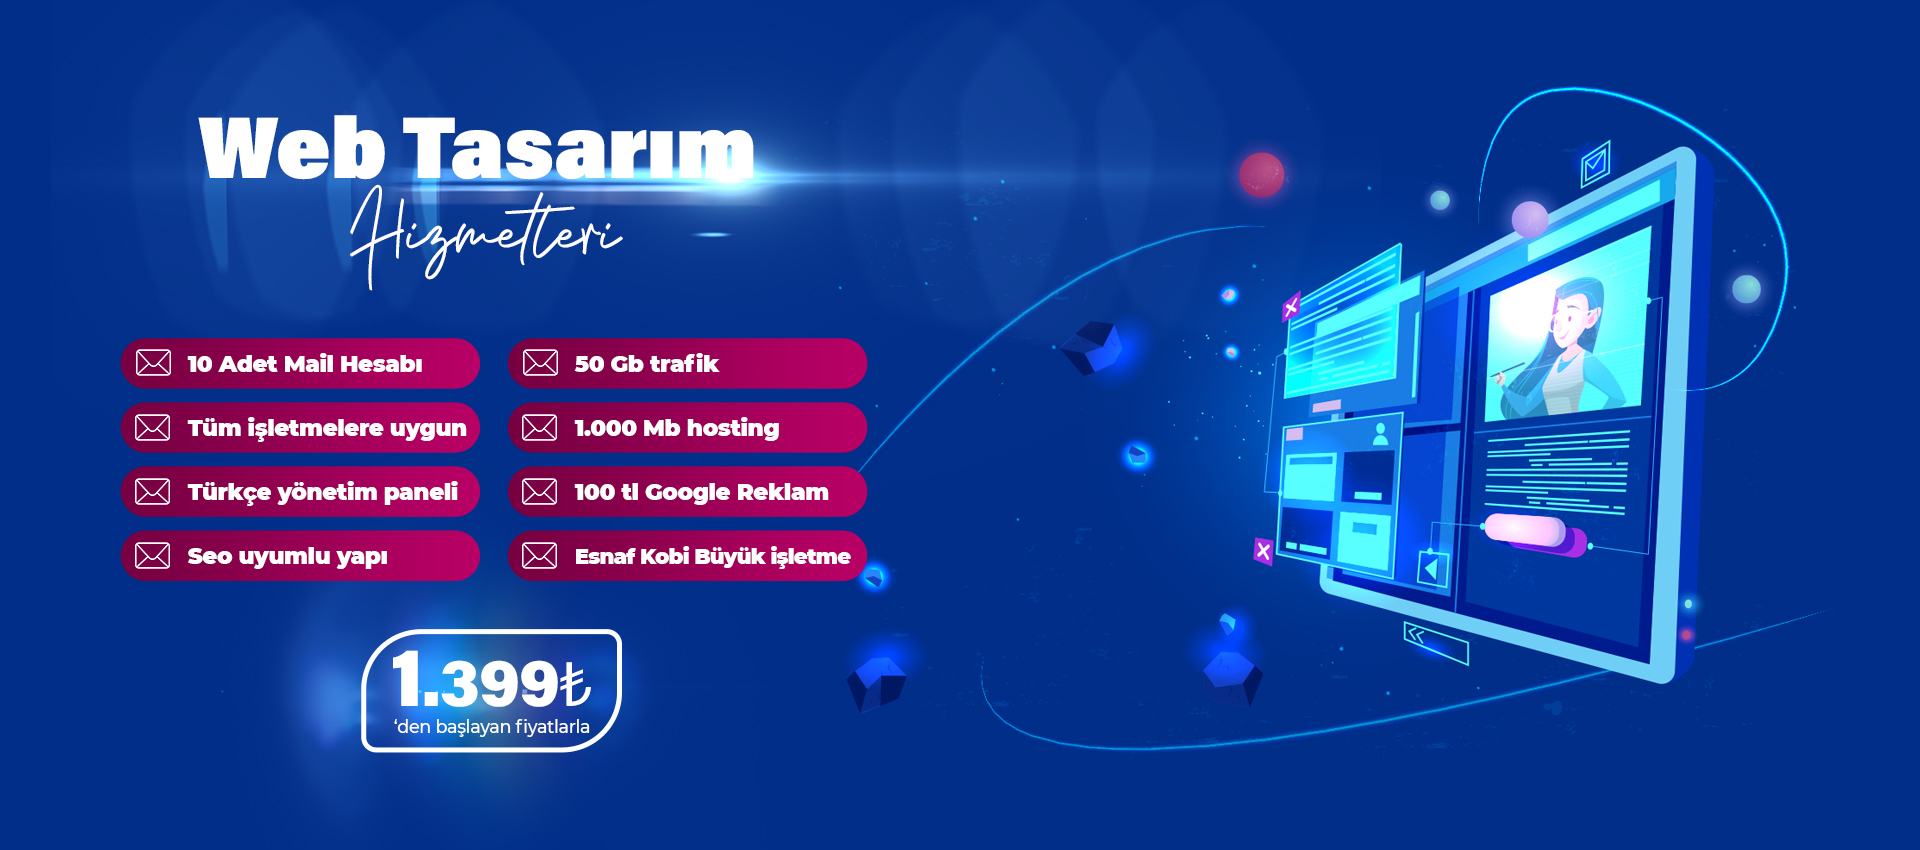 Web Tasarım
Hizmetleri
10 Adet Mail Hesabı
50 Gb trafik
Tüm işletmelere uygun
1.000 Mb hosting
Türkçe yönetim paneli
100 tl Google Reklam
Seo uyumlu yapı
Esnaf Kobi Büyük işletme
1.399₺
‘den başlayan fiyatlarla